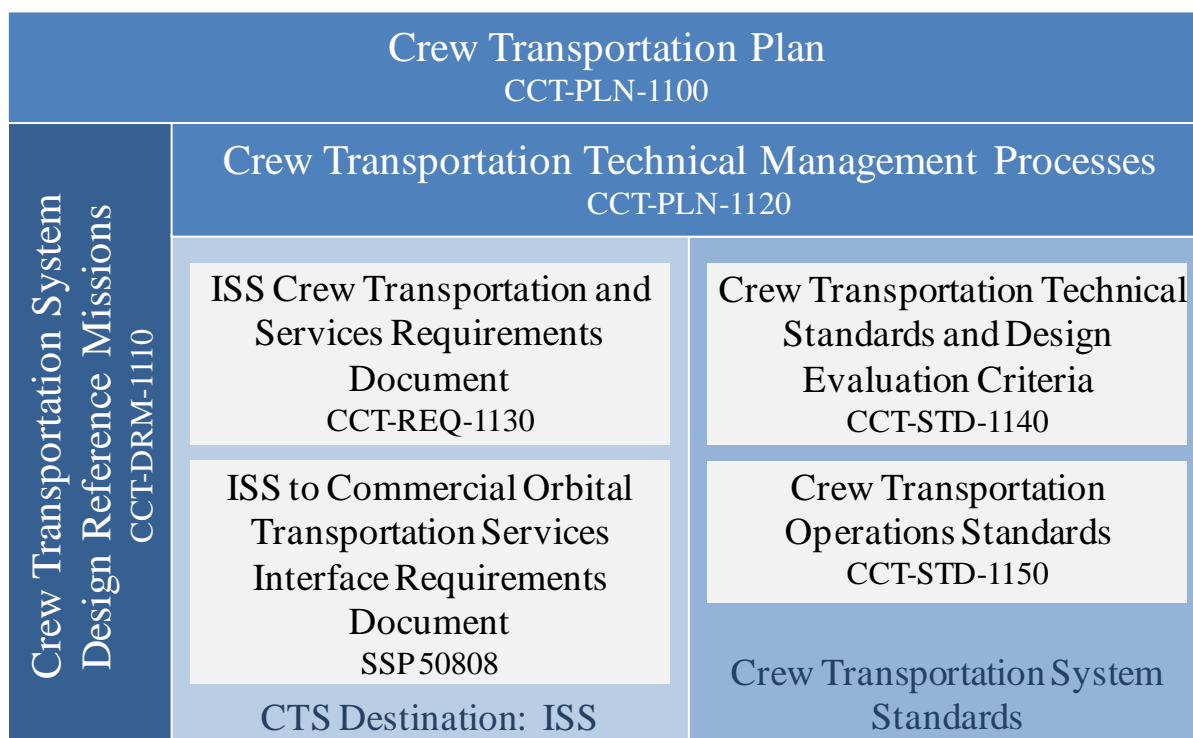 Crew Transportation Plan
CCT-PLN-1100
Crew Transportation System
Design Reference Missions
CCT-DRM-1110
Crew Transportation Technical Management Processes
CCT-PLN-1120
ISS Crew Transportation and
Services Requirements
Document
CCT-REQ-1130
ISS to Commercial Orbital
Transportation Services
Interface Requirements
Document
SSP 50808
CTS Destination: ISS
Crew Transportation Technical
Standards and Design
Evaluation Criteria
CCT-STD-1140
Crew Transportation
Operations Standards
CCT-STD-1150
Crew Transportation System
Standards